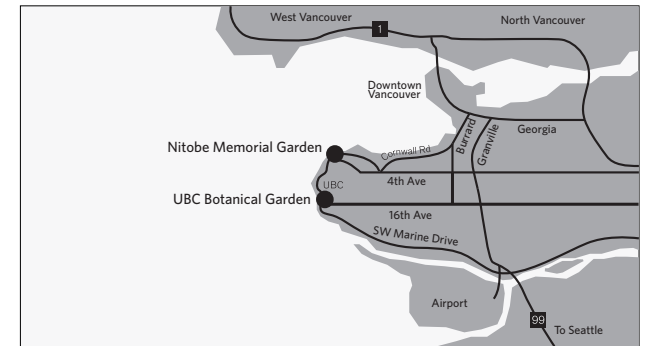 West Vancouver
North Vancouver
1
Downtown
Vancouver
Burrard
Granville
Georgia
Nitobe Memorial Garden
Cornwall Rd
UBC
4th Ave
UBC Botanical Garden
16th Ave
SW Marine Drive
Airport
99
To Seattle